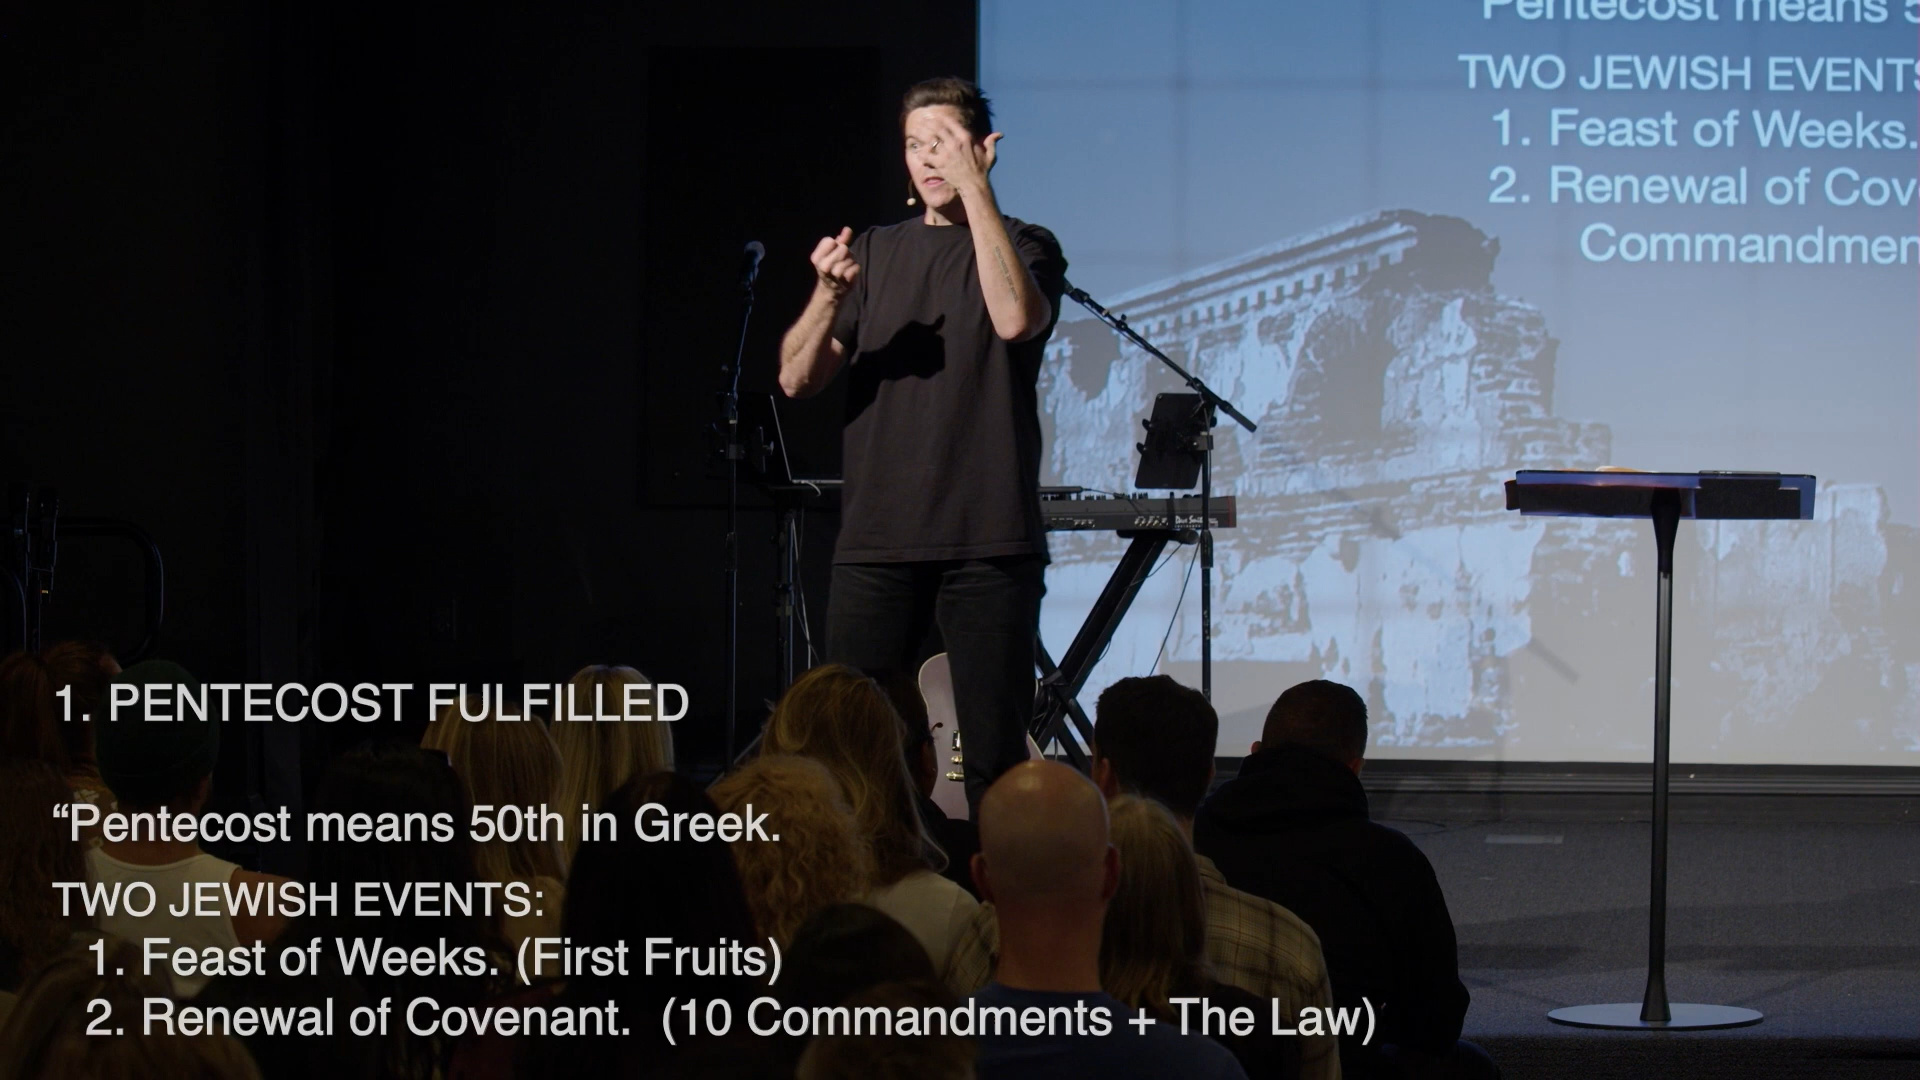 Pentecost means 5
TWO JEWISH EVENTS
1. Feast of Weeks.
2. Renewal of Cov
Commandmen
1. PENTECOST FULFILLED
“Pentecost means 50th in Greek.
TWO JEWISH EVENTS:
1. Feast of Weeks. (First Fruits)
2. Renewal of Covenant. (10 Commandments + The Law)